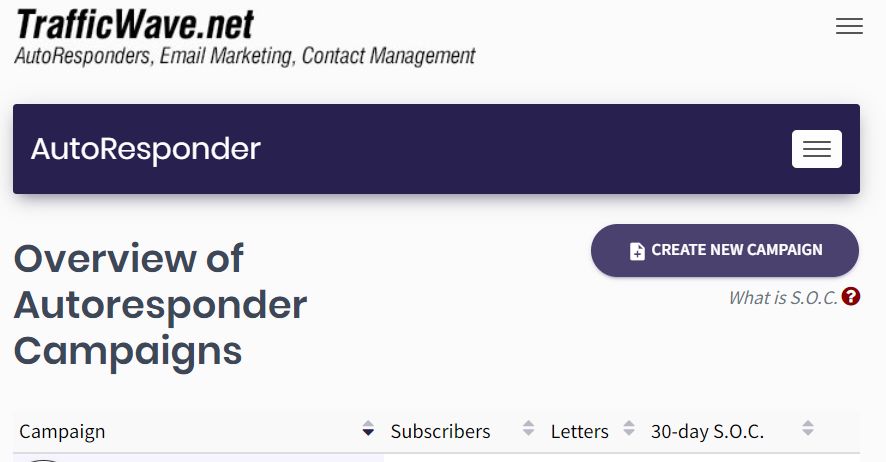 TrafficWave.net
AutoResponders, Email Marketing, Contact Management
AutoResponder
Overview of
Autoresponder
Campaigns
CREATE NEW CAMPAIGN
What is S.O.C. ?
Campaign Subscribers Letters 30-day S.O.C.